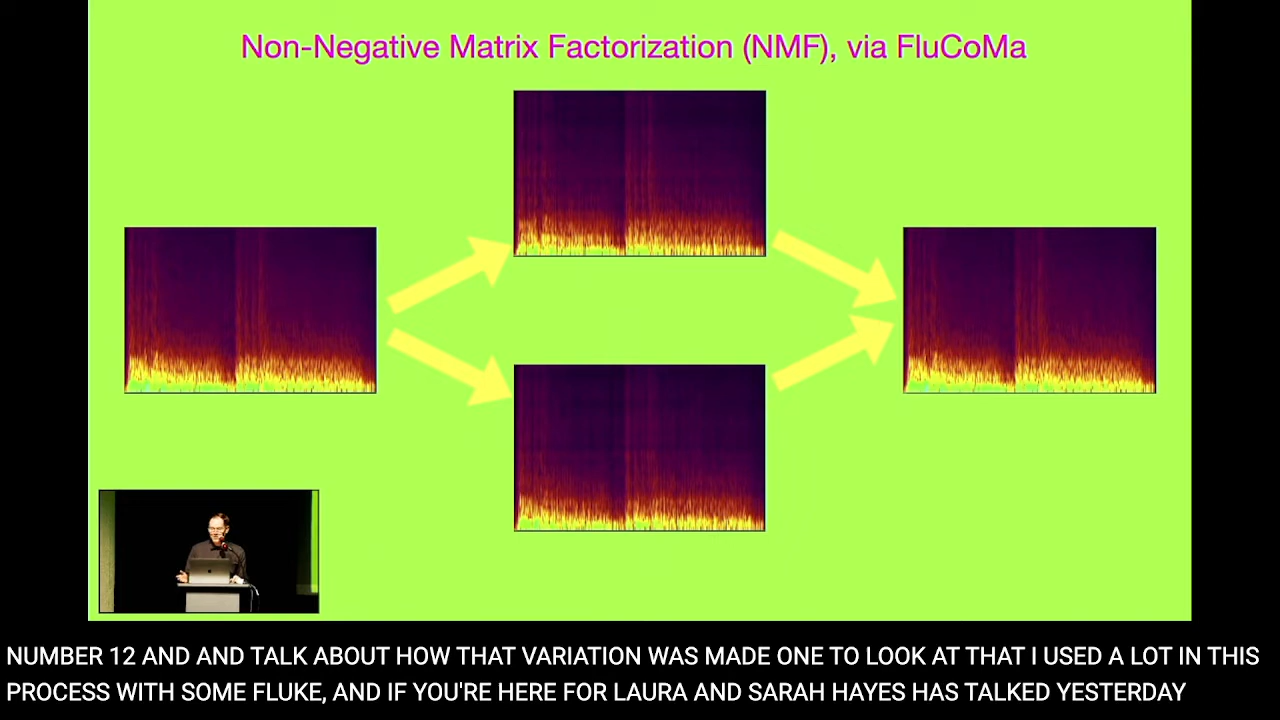 Non-Negative Matrix Factorization (NMF), via FluCoMa
NUMBER 12 AND AND TALK ABOUT HOW THAT VARIATION WAS MADE ONE TO LOOK AT THAT I USED A LOT IN THIS
PROCESS WITH SOME FLUKE, AND IF YOU'RE HERE FOR LAURA AND SARAH HAYES HAS TALKED YESTERDAY